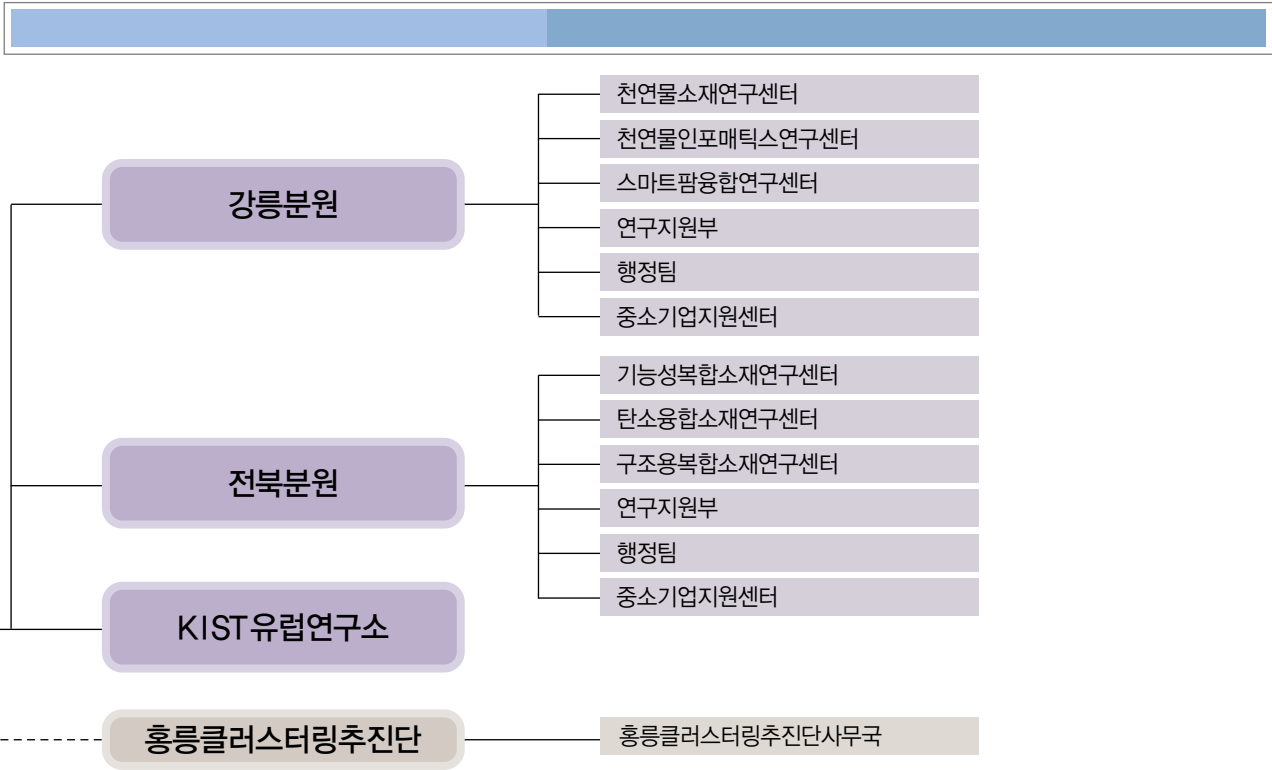 강릉분원
천연물소재연구센터
천연물인포매틱스연구센터
스마트팜융합연구센터
연구지원부
행정팀
중소기업지원센터
전북분원
기능성복합소재연구센터
탄소융합소재연구센터
구조용복합소재연구센터
연구지원부
행정팀
중소기업지원센터
KIST유럽연구소
홍릉클러스터링추진단
홍릉클러스터링추진단사무국